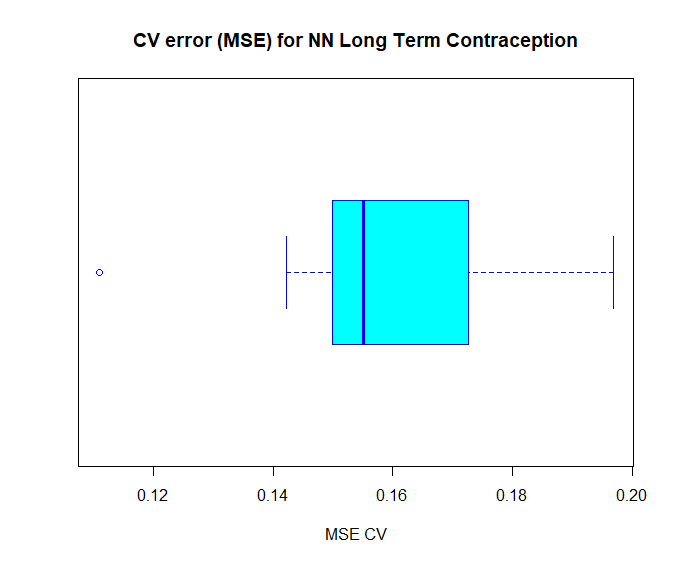 CV error (MSE) for NN Long Term Contraception
0.12 0.14 0.16 0.18 0.20
MSE CV